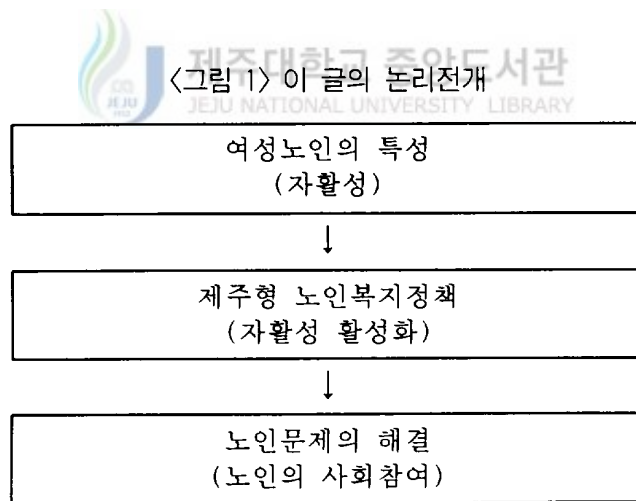 제주대학교 중앙도서관
JEJU NATIONAL UNIVERSITY LIBRARY
JEJU
1952
〈그림 1〉 이 글의 논리전개
여성노인의 특성
(자활성)
↓
제주형 노인복지정책
(자활성 활성화)
↓
노인문제의 해결
(노인의 사회참여)